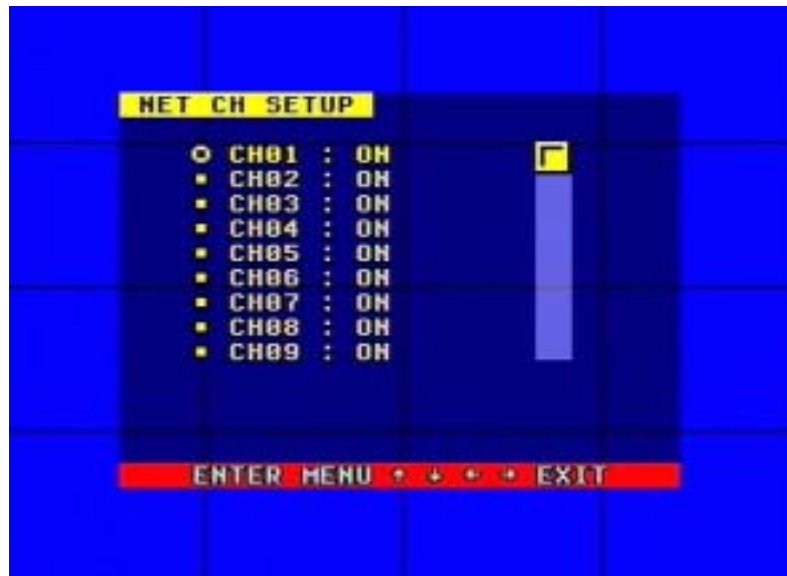 NET CH SETUP
CH01 : ON
CH02 : ON
CH03 : ON
CH04 : ON
CH05 : ON
CH06 : ON
CH07 : ON
CH08 : ON
CH09 : ON
ENTER MENU ↑ ↓ ← → EXIT